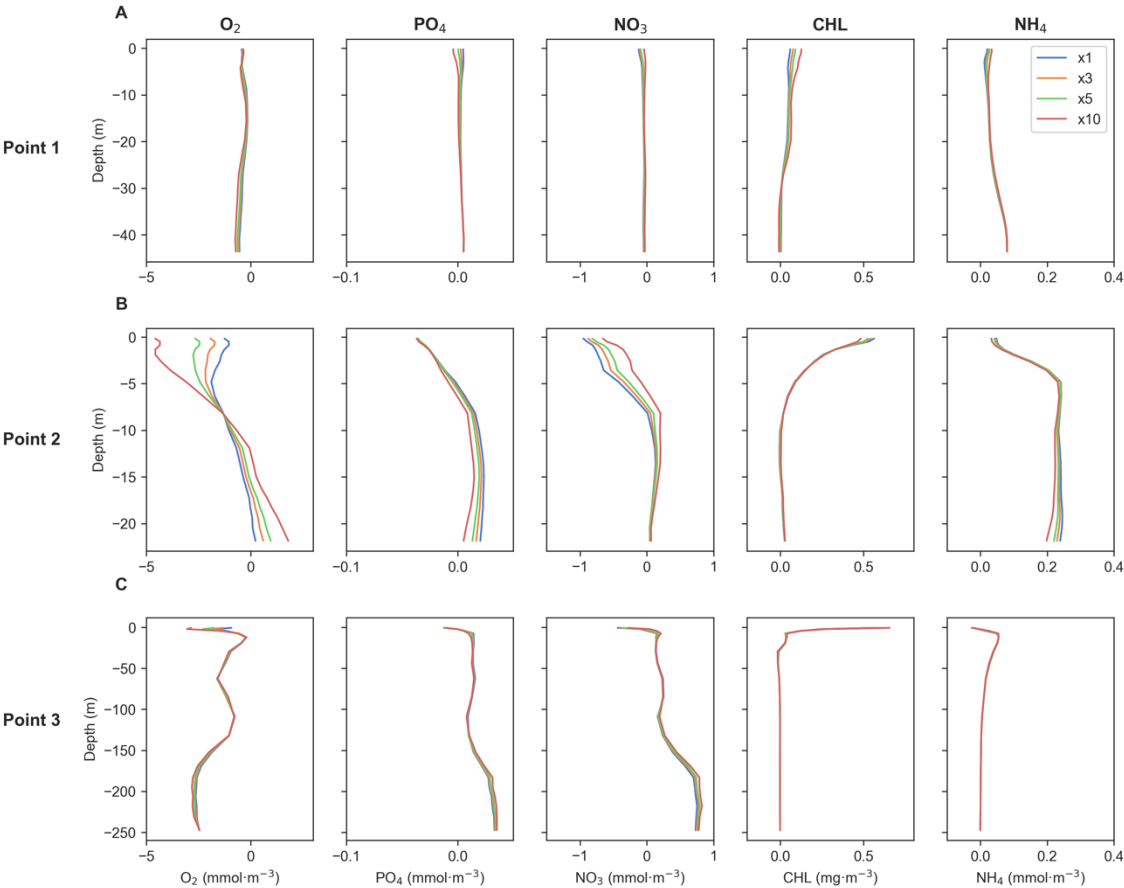 A
O₂ PO₄ NO₃ CHL NH₄
Point 1
Depth (m)
0
−10
−20
−30
−40
−5 0
−0.1 0.0
−1 0 1
0.0 0.5
0.0 0.2 0.4
x1
x3
x5
x10
B
Point 2
Depth (m)
0
−5
−10
−15
−20
−5 0
−0.1 0.0
−1 0 1
0.0 0.5
0.0 0.2 0.4
C
Point 3
Depth (m)
0
−50
−100
−150
−200
−250
−5 0
−0.1 0.0
−1 0 1
0.0 0.5
0.0 0.2 0.4
O₂ (mmol·m⁻³) PO₄ (mmol·m⁻³) NO₃ (mmol·m⁻³) CHL (mg·m⁻³) NH₄ (mmol·m⁻³)